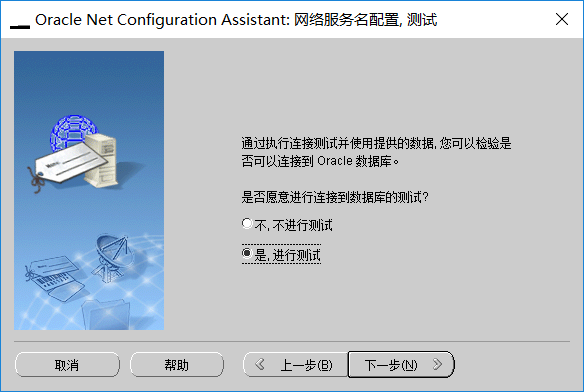 Oracle Net Configuration Assistant: 网络服务名配置, 测试
通过执行连接测试并使用提供的数据, 您可以检验是
否可以连接到 Oracle 数据库。
是否愿意进行连接到数据库的测试?
不, 不进行测试
是, 进行测试
取消 帮助 上一步(B) 下一步(N)